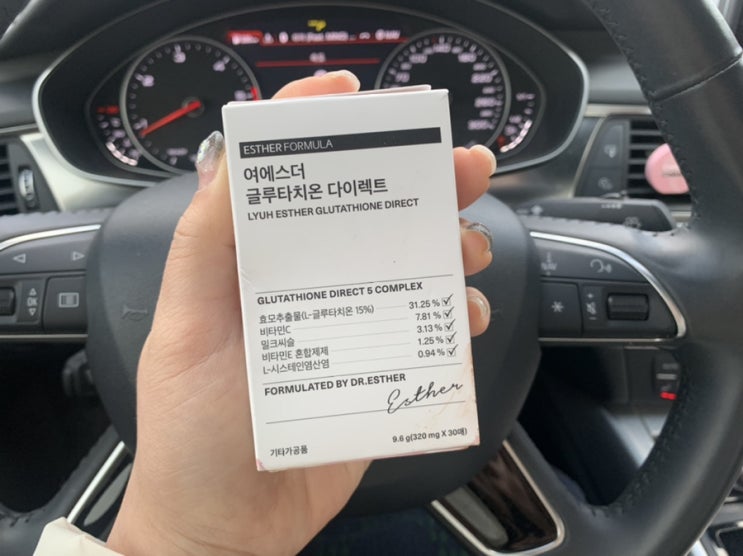 ESTHER FORMULA
여에스더
글루타치온 다이렉트
LYUH ESTHER GLUTATHIONE DIRECT
GLUTATHIONE DIRECT 5 COMPLEX
효모추출물(L-글루타치온 15%) 31.25 %
비타민C 7.81 %
밀크씨슬 3.13 %
비타민E 혼합제제 1.25 %
L-시스테인염산염 0.94 %
FORMULATED BY DR.ESTHER
Esther
기타가공품 9.6 g(320 mg X 30매)
NAV
OK